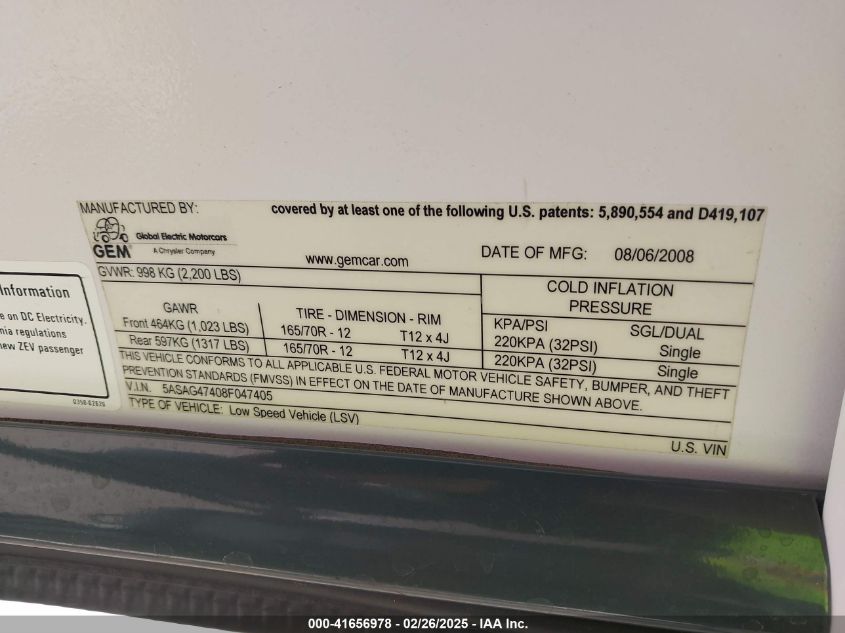 MANUFACTURED BY:
covered by at least one of the following U.S. patents: 5,890,554 and D419,107
GEM
Global Electric Motorcars
A Chrysler Company
www.gemcar.com
DATE OF MFG: 08/06/2008
GVWR: 998 KG (2,200 LBS)
COLD INFLATION
PRESSURE
GAWR
TIRE - DIMENSION - RIM
KPA/PSI SGL/DUAL
Front 464KG (1,023 LBS) 165/70R - 12 T12 x 4J 220KPA (32PSI) Single
Rear 597KG (1317 LBS) 165/70R - 12 T12 x 4J 220KPA (32PSI) Single
THIS VEHICLE CONFORMS TO ALL APPLICABLE U.S. FEDERAL MOTOR VEHICLE SAFETY, BUMPER, AND THEFT
PREVENTION STANDARDS (FMVSS) IN EFFECT ON THE DATE OF MANUFACTURE SHOWN ABOVE.
V.I.N. 5ASAG47408F047405
TYPE OF VEHICLE: Low Speed Vehicle (LSV)
U.S. VIN
Information
e on DC Electricity.
nia regulations
new ZEV passenger
000-41656978 - 02/26/2025 - IAA Inc.